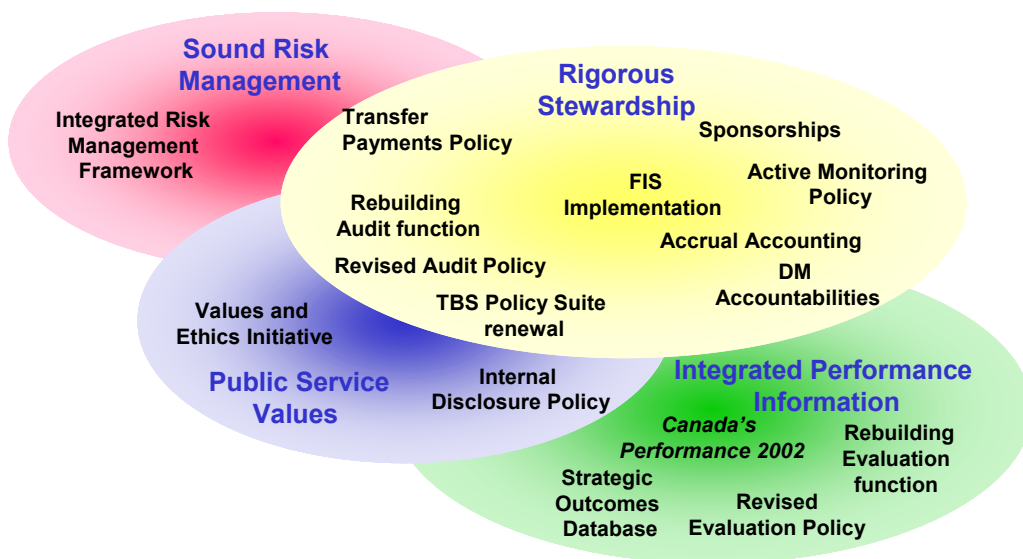 Sound Risk
Management
Integrated Risk
Management
Framework
Rigorous
Stewardship
Transfer
Payments Policy
Sponsorships
Active Monitoring
Policy
FIS
Implementation
Rebuilding
Audit function
Accrual Accounting
Revised Audit Policy
DM
Accountabilities
TBS Policy Suite
renewal
Values and
Ethics Initiative
Public Service
Values
Internal
Disclosure Policy
Integrated Performance
Information
Canada's
Performance 2002
Rebuilding
Evaluation
function
Strategic
Outcomes
Database
Revised
Evaluation Policy